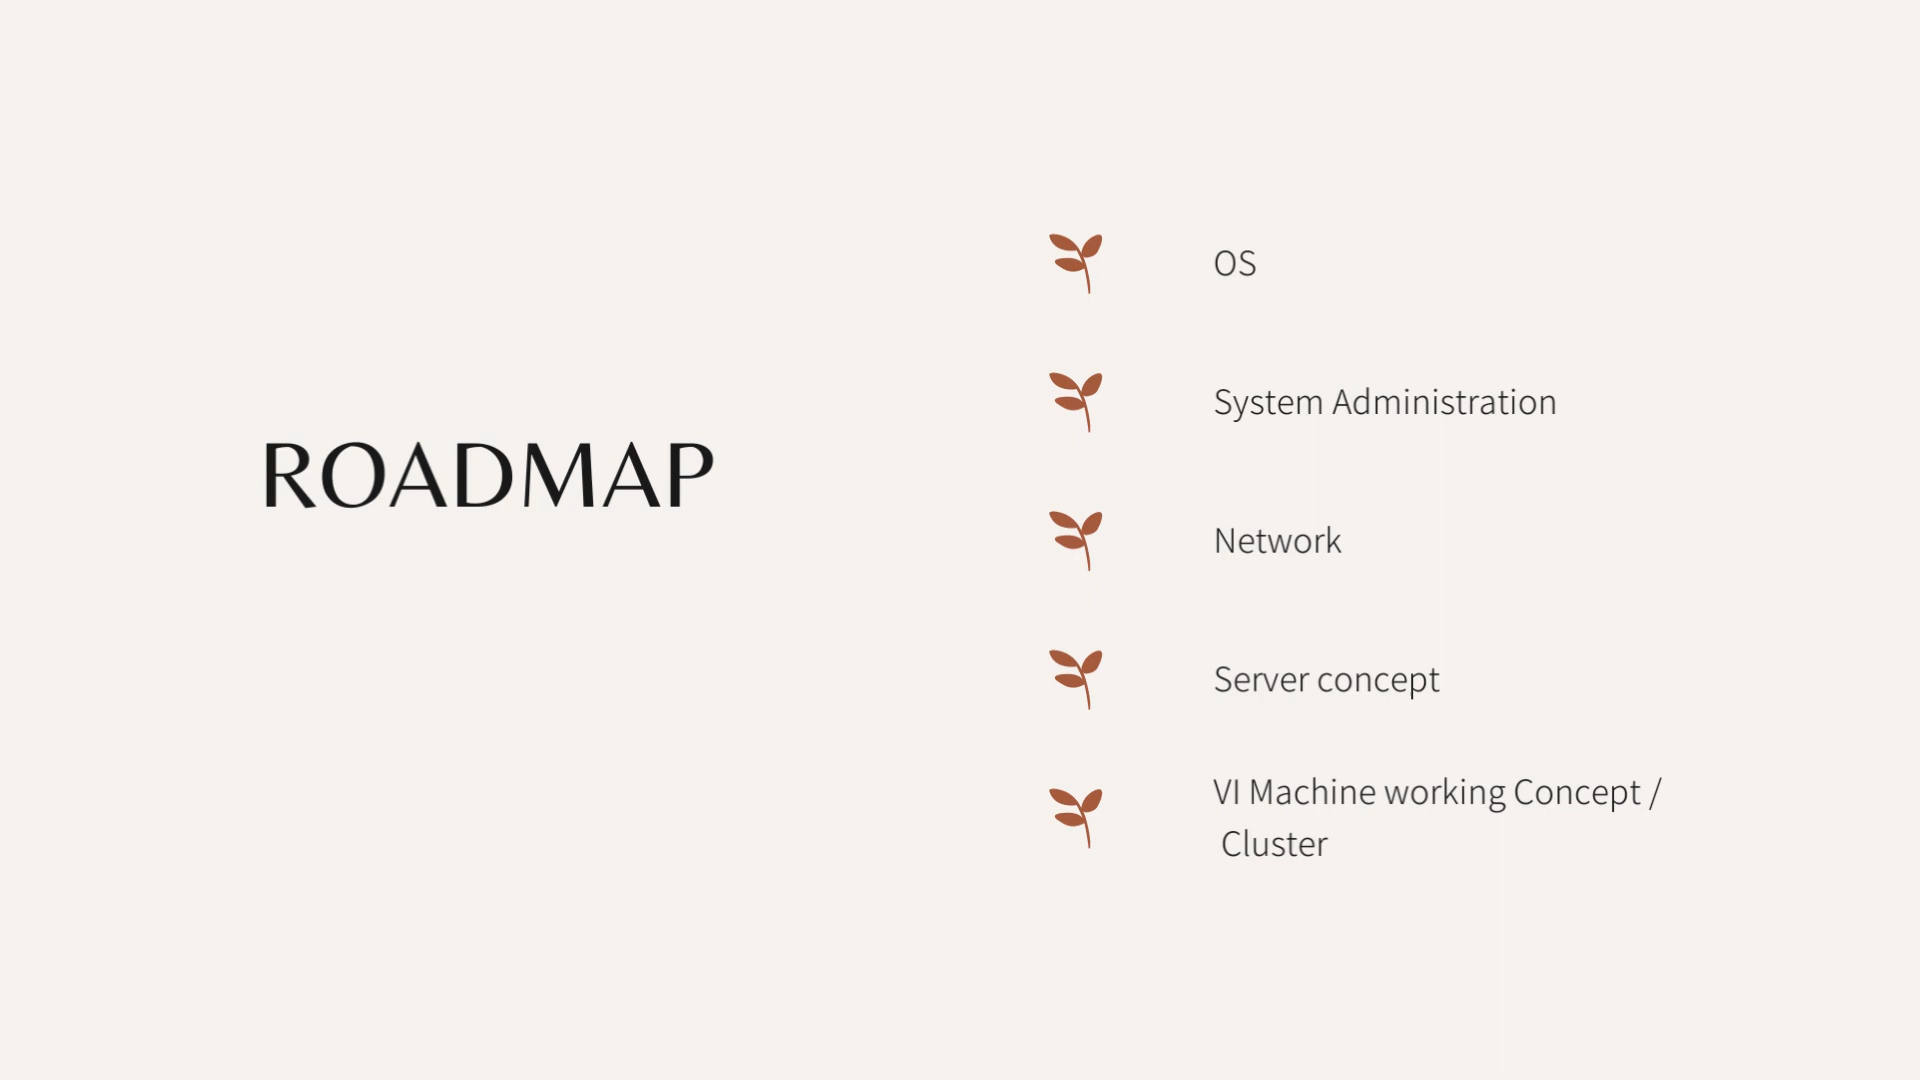 ROADMAP
OS
System Administration
Network
Server concept
VI Machine working Concept /
Cluster